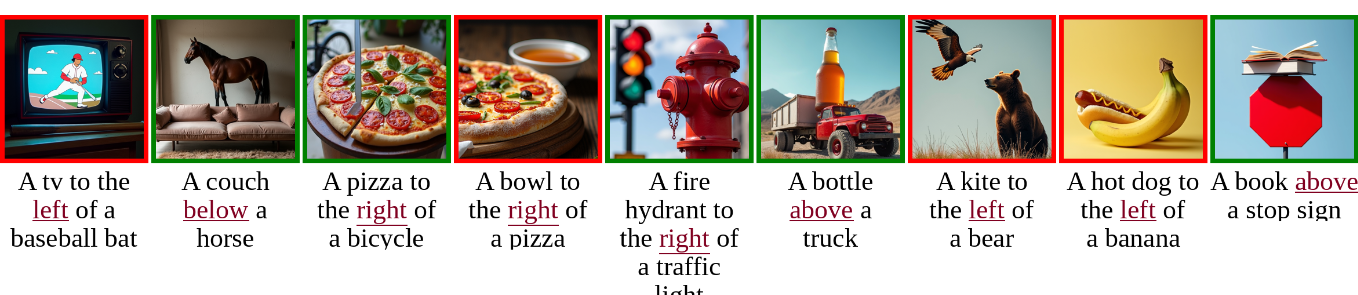 A tv to the
left of a
baseball bat
A couch
below a
horse
A pizza to
the right of
a bicycle
A bowl to
the right of
a pizza
A fire
hydrant to
the right of
a traffic
light
A bottle
above a
truck
A kite to
the left of
a bear
A hot dog to
the left of
a banana
A book above
a stop sign